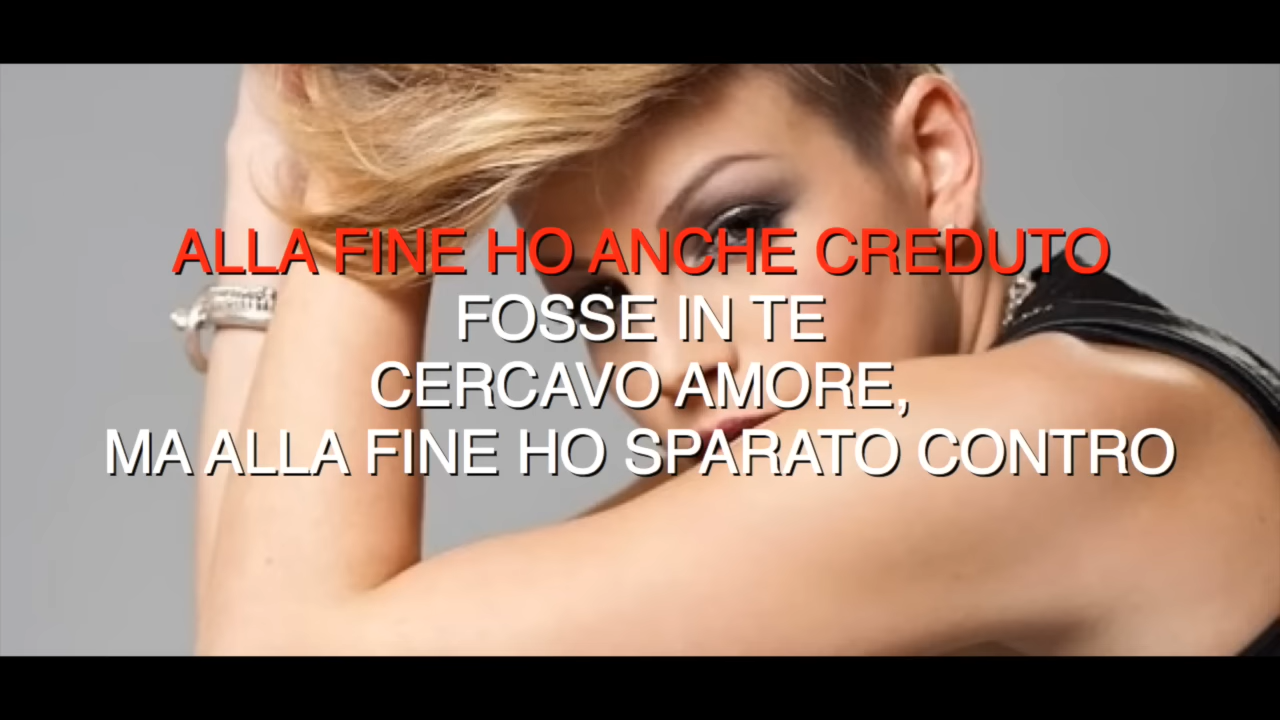 ALLA FINE HO ANCHE CREDUTO
FOSSE IN TE
CERCAVO AMORE,
MA ALLA FINE HO SPARATO CONTRO